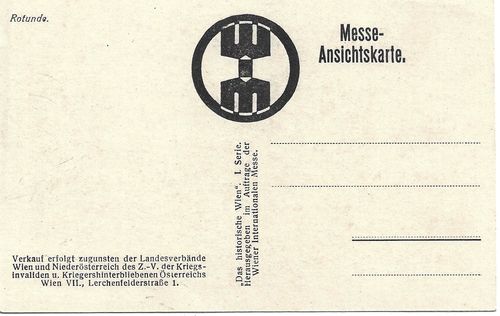 Rotunde.
Messe-
Ansichtskarte.
„Das historische Wien“. I. Serie.
Herausgegeben im Auftrage der
Wiener Internationalen Messe.
Verkauf erfolgt zugunsten der Landesverbände
Wien und Niederösterreich des Z.-V. der Kriegs-
invaliden u. Kriegershinterbliebenen Österreichs
Wien VII., Lerchenfelderstraße 1.